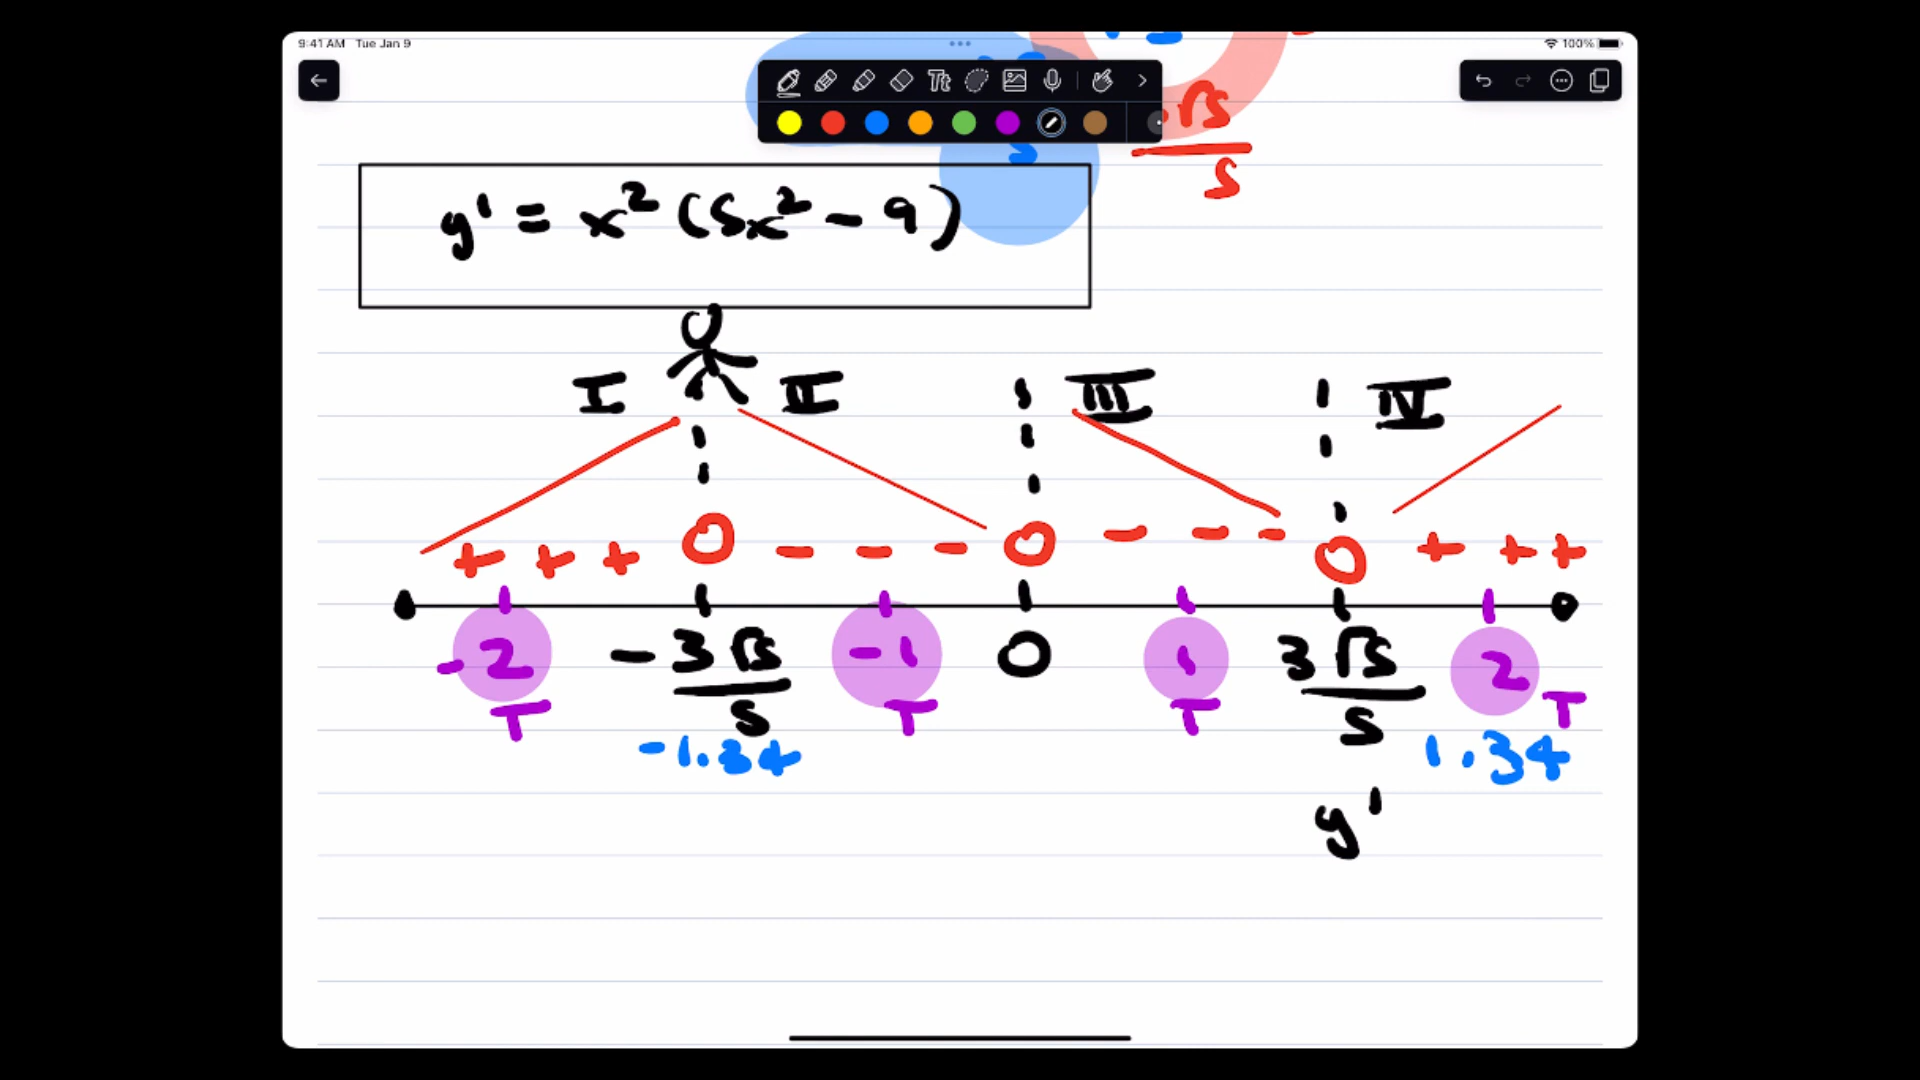 9:41 AM Tue Jan 9
100%
Tt
√5
5
y' = x² (5x² - 9)
I II III IV
+ + + 0 - - - 0 - - - 0 + + +
-2 -3√5/5 -1 0 1 3√5/5 2
T T T T
-1.34 1.34
y'